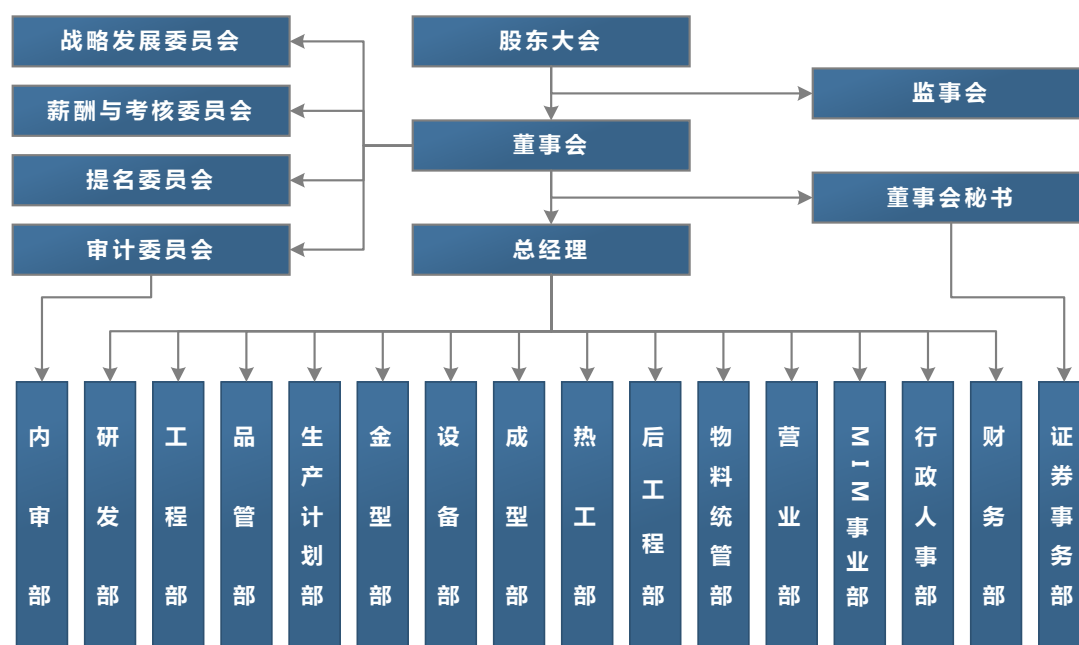 战略发展委员会
股东大会
薪酬与考核委员会
监事会
董事会
提名委员会
董事会秘书
审计委员会
总经理
内审部
研发部
工程部
品管部
生产计划部
金型部
设备部
成型部
热工部
后工程部
物料统管部
营业部
MIM事业部
行政人事部
财务部
证券事务部